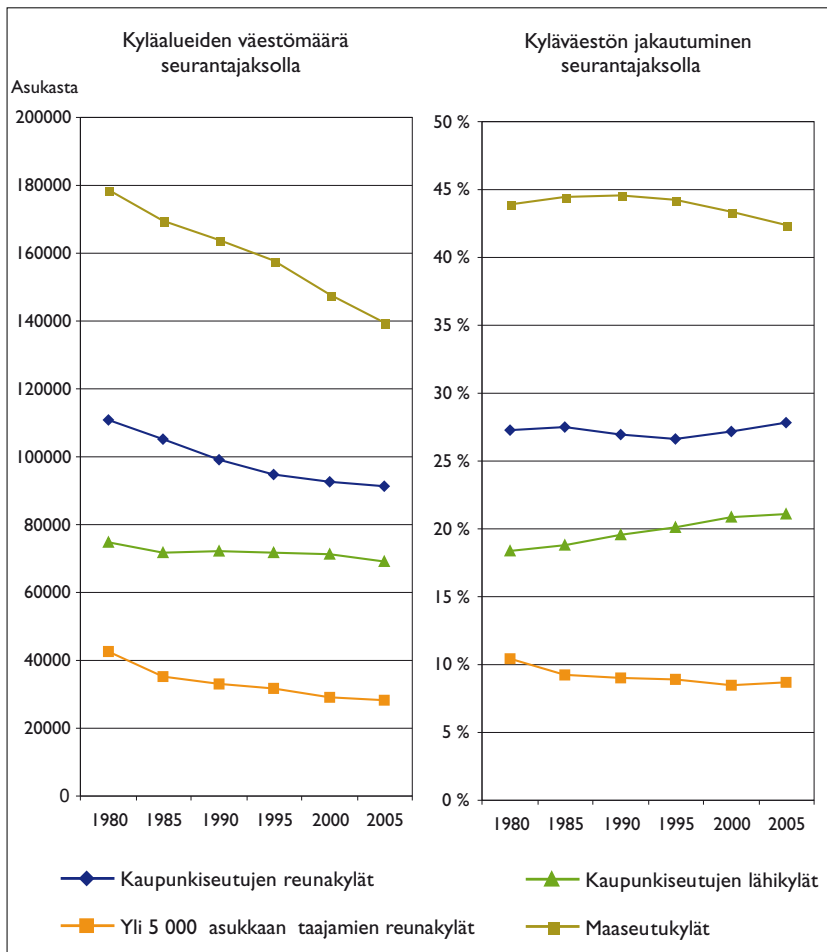 Kyläalueiden väestömäärä
seurantajaksolla
Asukasta
200000
180000
160000
140000
120000
100000
80000
60000
40000
20000
0
1980 1985 1990 1995 2000 2005
Kyläväestön jakautuminen
seurantajaksolla
50 %
45 %
40 %
35 %
30 %
25 %
20 %
15 %
10 %
5 %
0 %
1980 1985 1990 1995 2000 2005
Kaupunkiseutujen reunakylät
Kaupunkiseutujen lähikylät
Yli 5 000 asukkaan taajamien reunakylät
Maaseutukylät